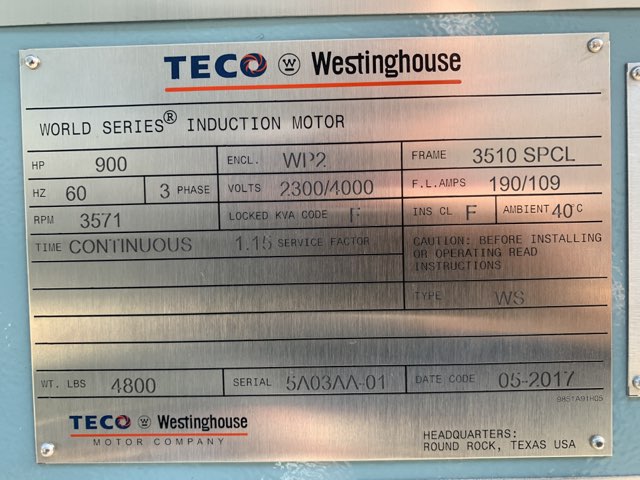 TECO W Westinghouse
WORLD SERIES® INDUCTION MOTOR
HP 900 ENCL. WP2 FRAME 3510 SPCL
HZ 60 3 PHASE VOLTS 2300/4000 F.L.AMPS 190/109
RPM 3571 LOCKED KVA CODE F INS CL F AMBIENT 40°C
TIME CONTINUOUS 1.15 SERVICE FACTOR
CAUTION: BEFORE INSTALLING
OR OPERATING READ
INSTRUCTIONS
TYPE WS
WT. LBS 4800 SERIAL 5A03AA-01 DATE CODE 05-2017
TECO W Westinghouse
MOTOR COMPANY
HEADQUARTERS:
ROUND ROCK, TEXAS USA